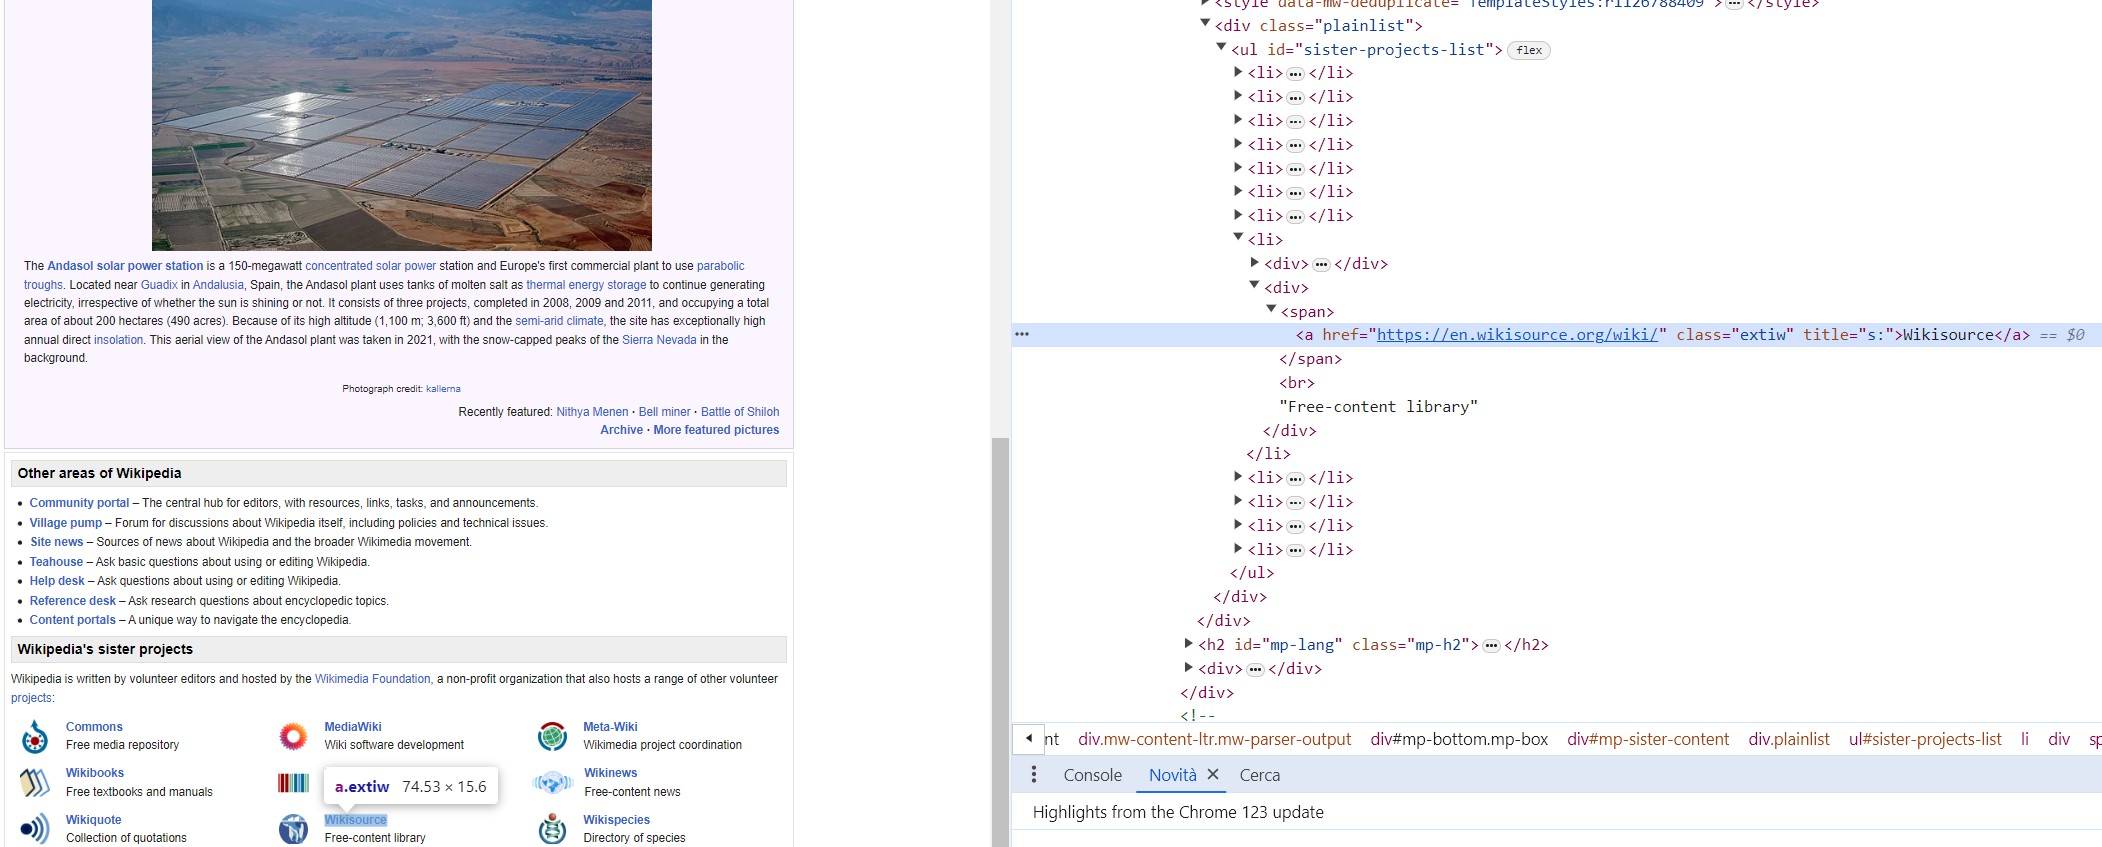 The Andasol solar power station is a 150-megawatt concentrated solar power station and Europe's first commercial plant to use parabolic
troughs. Located near Guadix in Andalusia, Spain, the Andasol plant uses tanks of molten salt as thermal energy storage to continue generating
electricity, irrespective of whether the sun is shining or not. It consists of three projects, completed in 2008, 2009 and 2011, and occupying a total
area of about 200 hectares (490 acres). Because of its high altitude (1,100 m; 3,600 ft) and the semi-arid climate, the site has exceptionally high
annual direct insolation. This aerial view of the Andasol plant was taken in 2021, with the snow-capped peaks of the Sierra Nevada in the
background.
Photograph credit: kallerna
Recently featured: Nithya Menen · Bell miner · Battle of Shiloh
Archive · More featured pictures
Other areas of Wikipedia
• Community portal – The central hub for editors, with resources, links, tasks, and announcements.
• Village pump – Forum for discussions about Wikipedia itself, including policies and technical issues.
• Site news – Sources of news about Wikipedia and the broader Wikimedia movement.
• Teahouse – Ask basic questions about using or editing Wikipedia.
• Help desk – Ask questions about using or editing Wikipedia.
• Reference desk – Ask research questions about encyclopedic topics.
• Content portals – A unique way to navigate the encyclopedia.
Wikipedia's sister projects
Wikipedia is written by volunteer editors and hosted by the Wikimedia Foundation, a non-profit organization that also hosts a range of other volunteer
projects:
Commons
Free media repository
MediaWiki
Wiki software development
Meta-Wiki
Wikimedia project coordination
Wikibooks
Free textbooks and manuals
a.extiw 74.53 × 15.6
Wikinews
Free-content news
Wikiquote
Collection of quotations
Wikisource
Free-content library
Wikispecies
Directory of species
<style data-mw-deduplicate="TemplateStyles:r1126788409">••• </style>
<div class="plainlist">
<ul id="sister-projects-list"> flex
<li> ••• </li>
<li> ••• </li>
<li> ••• </li>
<li> ••• </li>
<li> ••• </li>
<li> ••• </li>
<li> ••• </li>
<li>
<div> ••• </div>
<div>
<span>
••• <a href="https://en.wikisource.org/wiki/" class="extiw" title="s:">Wikisource</a> == $0
</span>
<br>
"Free-content library"
</div>
</li>
<li> ••• </li>
<li> ••• </li>
<li> ••• </li>
<li> ••• </li>
</ul>
</div>
</div>
<h2 id="mp-lang" class="mp-h2"> ••• </h2>
<div> ••• </div>
</div>
<!--
nt div.mw-content-ltr.mw-parser-output div#mp-bottom.mp-box div#mp-sister-content div.plainlist ul#sister-projects-list li div sp
Console Novità × Cerca
Highlights from the Chrome 123 update